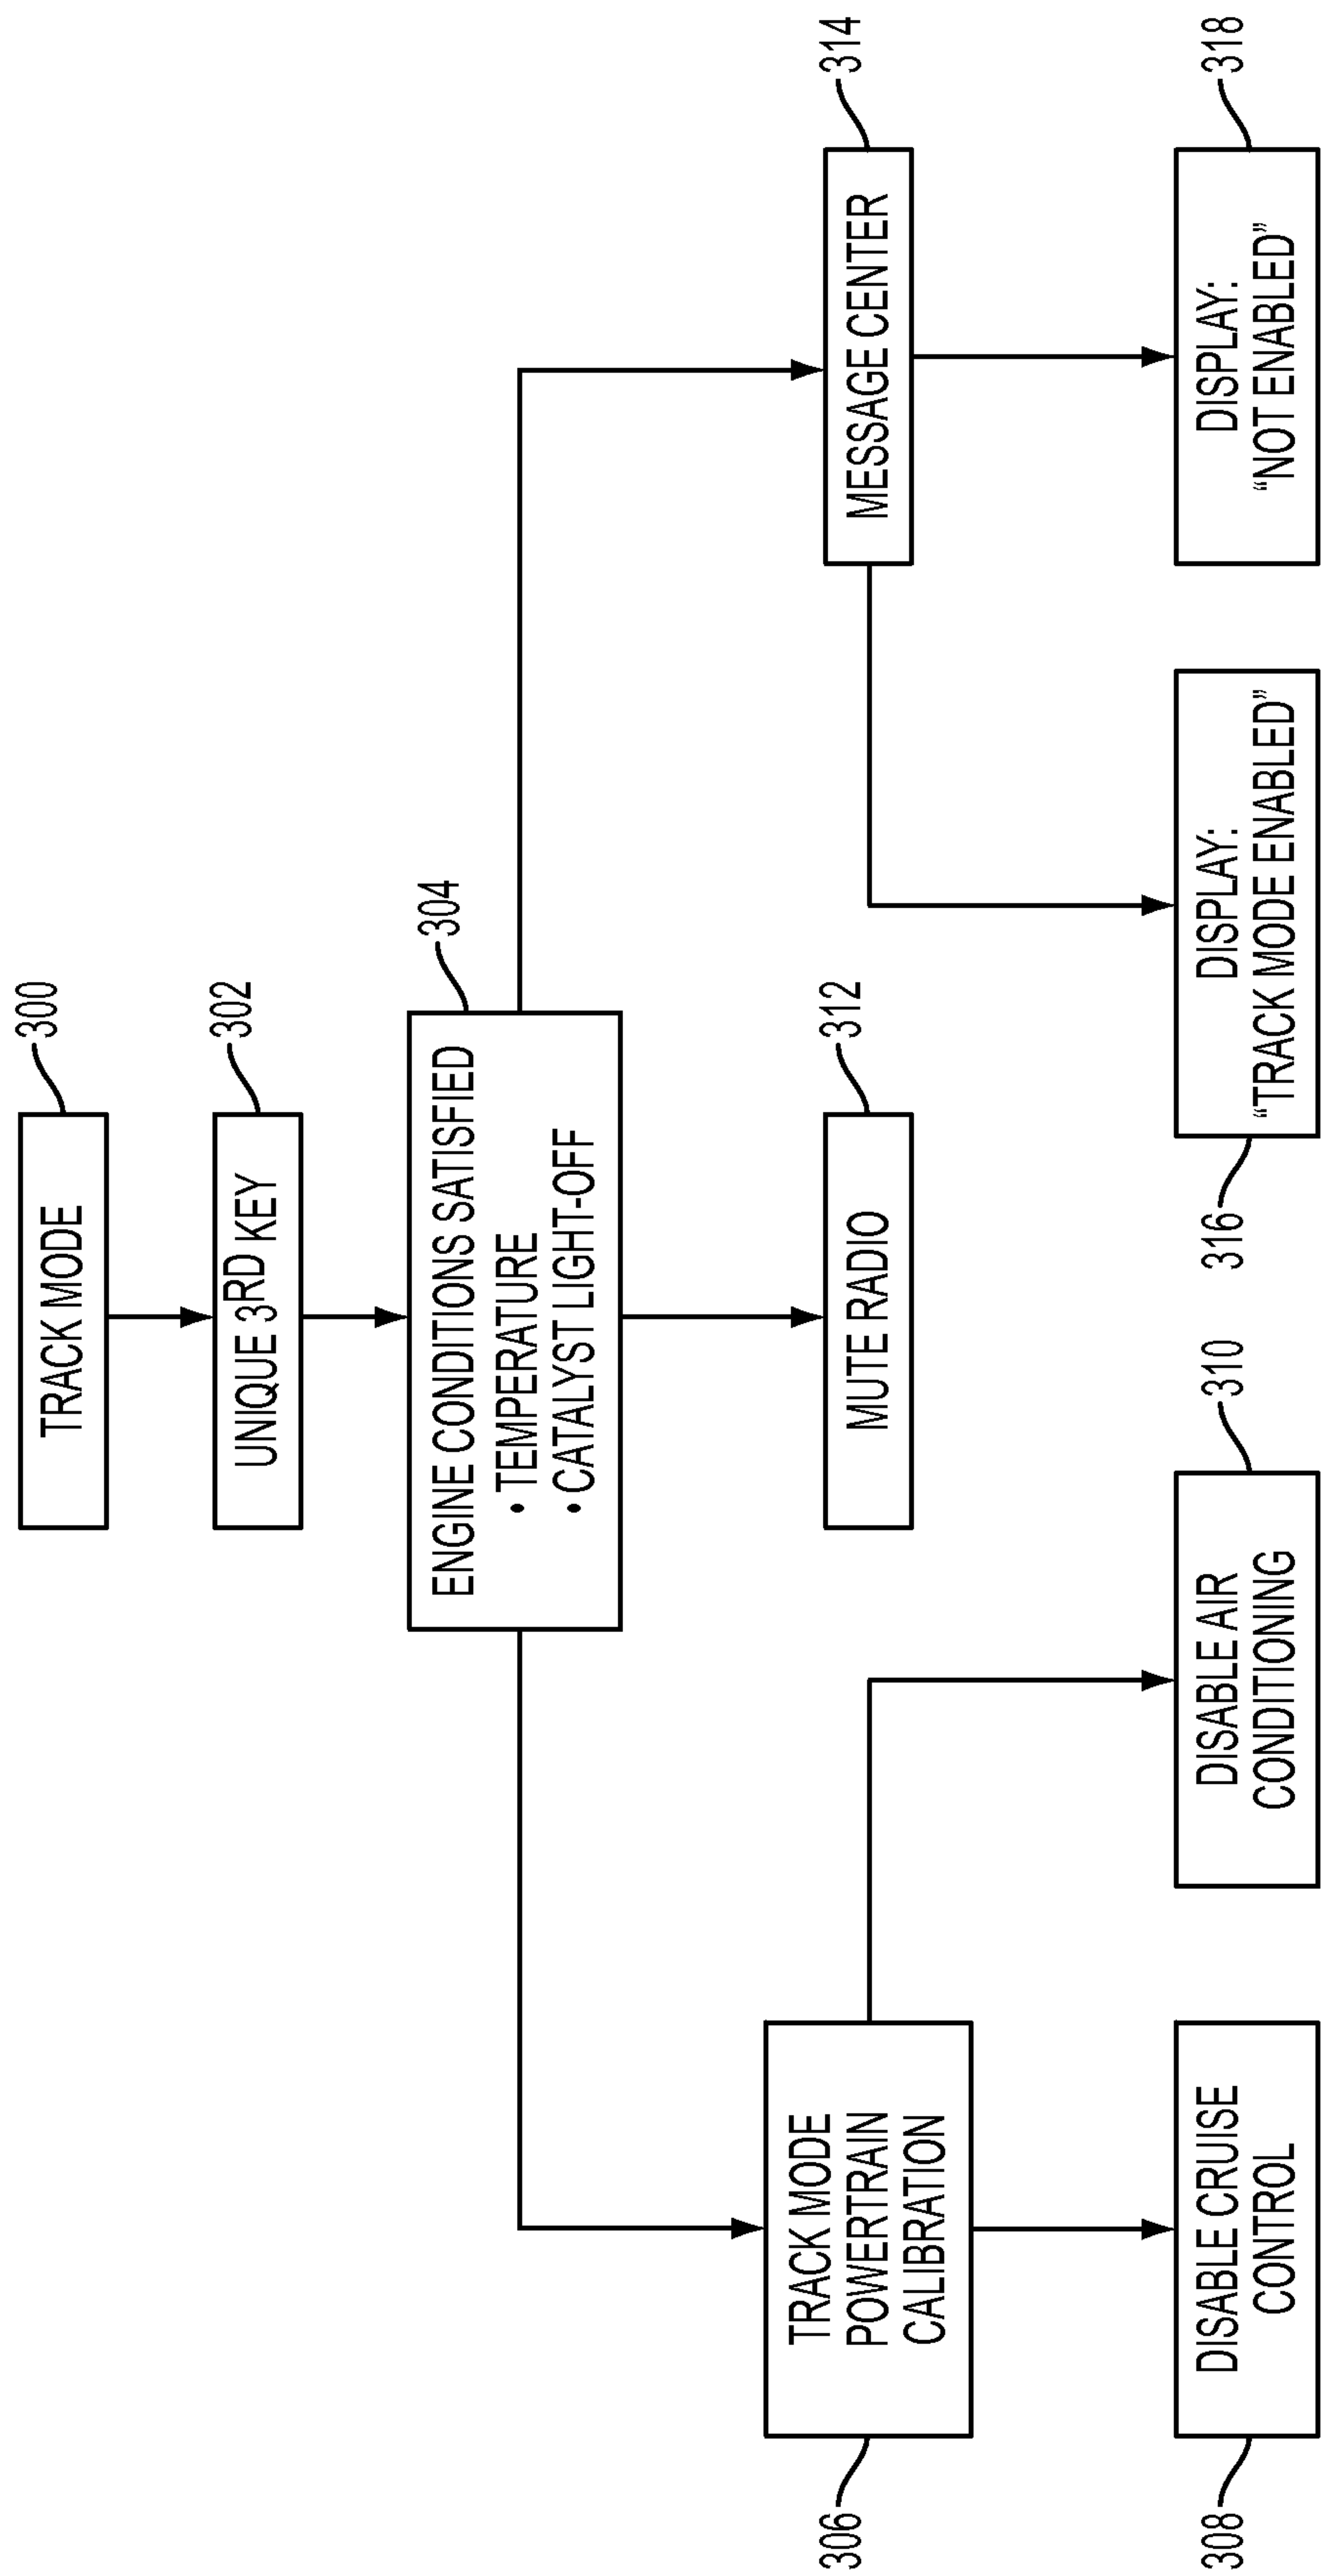 300
TRACK MODE
302
UNIQUE 3RD KEY
304
ENGINE CONDITIONS SATISFIED
• TEMPERATURE
• CATALYST LIGHT-OFF
306
TRACK MODE
POWERTRAIN
CALIBRATION
312
MUTE RADIO
314
MESSAGE CENTER
308
DISABLE CRUISE
CONTROL
310
DISABLE AIR
CONDITIONING
316
DISPLAY:
“TRACK MODE ENABLED”
318
DISPLAY:
“NOT ENABLED”